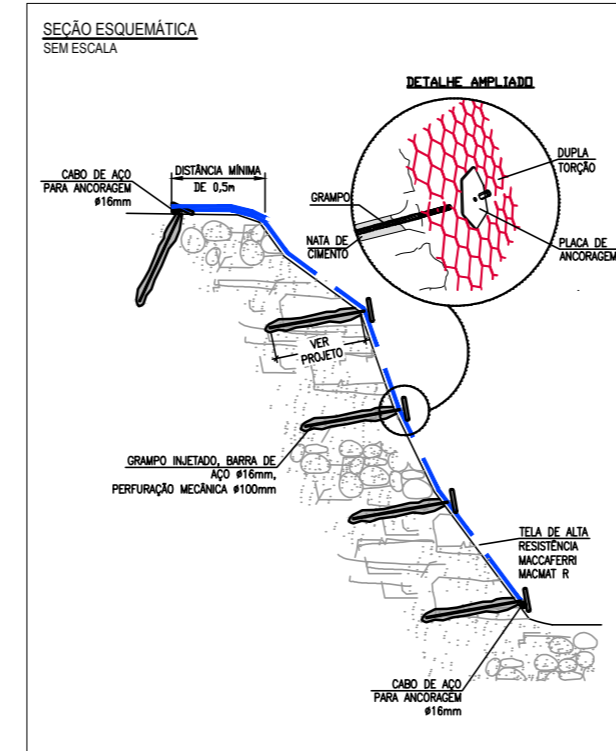 SEÇÃO ESQUEMÁTICA
SEM ESCALA
DETALHE AMPLIADO
CABO DE AÇO
PARA ANCORAGEM
ø16mm
DISTÂNCIA MÍNIMA
DE 0,5m
GRAMPO
NATA DE
CIMENTO
DUPLA
TORÇÃO
PLACA DE
ANCORAGEM
VER
PROJETO
GRAMPO INJETADO, BARRA DE
AÇO ø16mm,
PERFURAÇÃO MECÂNICA ø100mm
TELA DE ALTA
RESISTÊNCIA
MACCAFERRI
MACMAT R
CABO DE AÇO
PARA ANCORAGEM
ø16mm